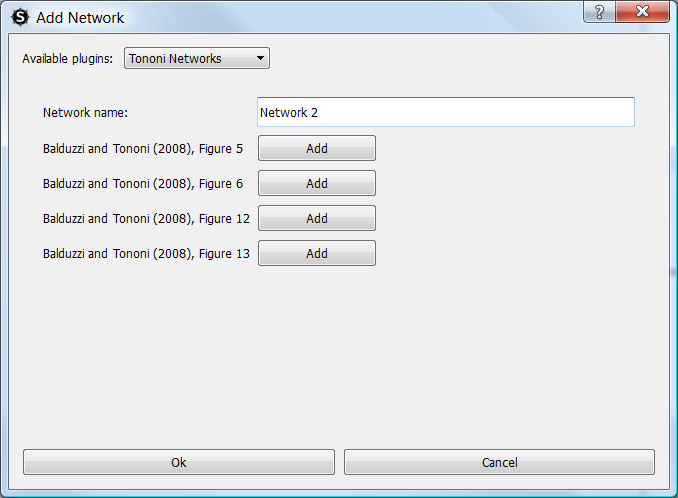 Add Network
?
Available plugins: Tononi Networks
Network name: Network 2
Balduzzi and Tononi (2008), Figure 5 Add
Balduzzi and Tononi (2008), Figure 6 Add
Balduzzi and Tononi (2008), Figure 12 Add
Balduzzi and Tononi (2008), Figure 13 Add
Ok Cancel